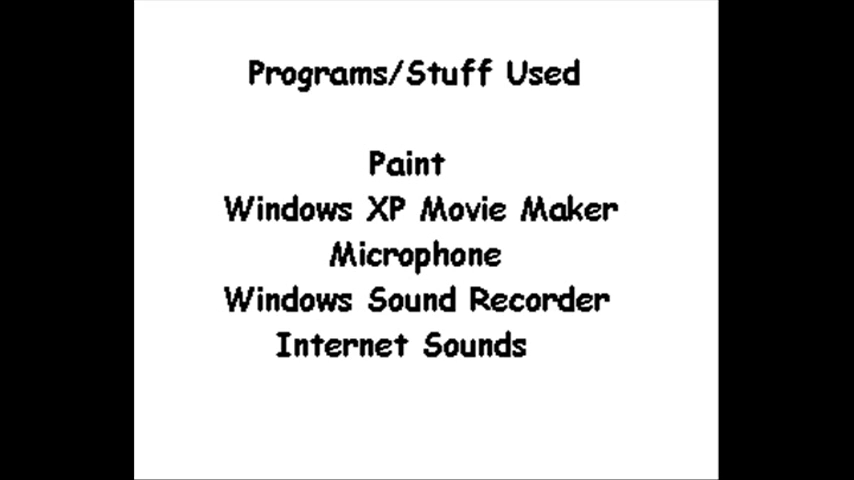 Programs/Stuff Used
Paint
Windows XP Movie Maker
Microphone
Windows Sound Recorder
Internet Sounds